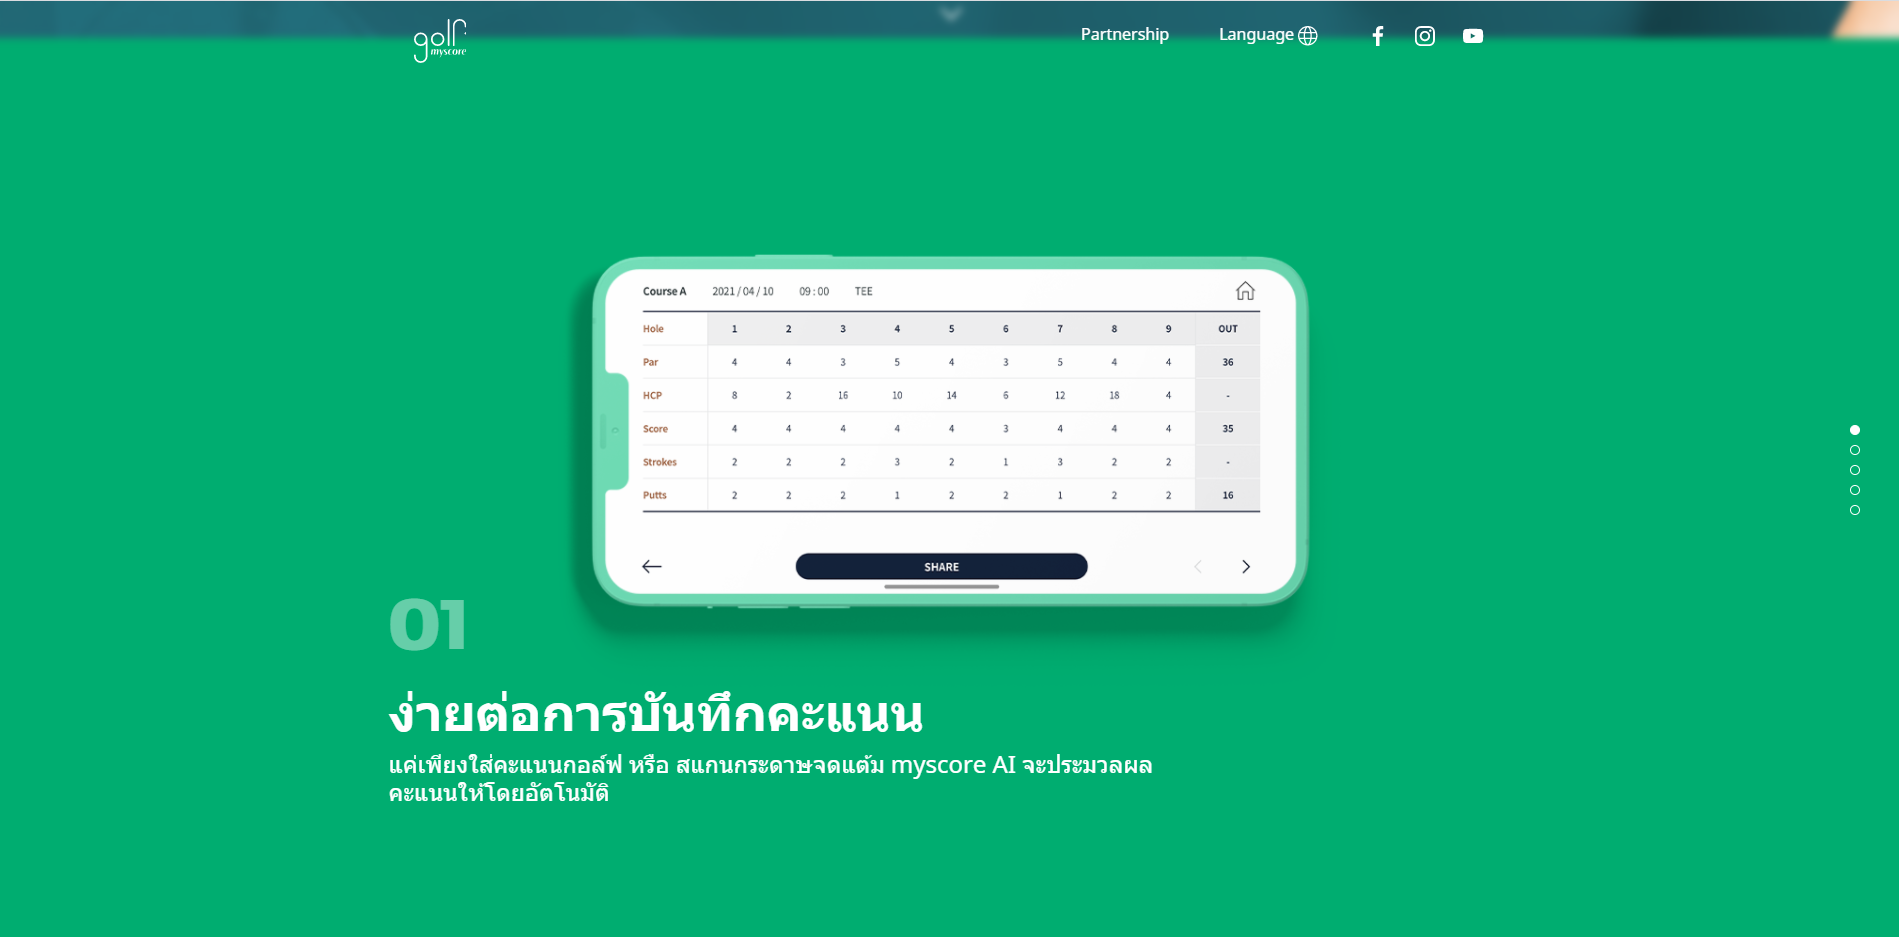 golf
myscore
Partnership
Language
Course A 2021 / 04 / 10 09 : 00 TEE
Hole 1 2 3 4 5 6 7 8 9 OUT
Par 4 4 3 5 4 3 5 4 4 36
HCP 8 2 16 10 14 6 12 18 4 -
Score 4 4 4 4 4 3 4 4 4 35
Strokes 2 2 2 3 2 1 3 2 2 -
Putts 2 2 2 1 2 2 1 2 2 16
SHARE
01
ง่ายต่อการบันทึกคะแนน
แค่เพียงใส่คะแนนกอล์ฟ หรือ สแกนกระดาษจดแต้ม myscore AI จะประมวลผล
คะแนนให้โดยอัตโนมัติ